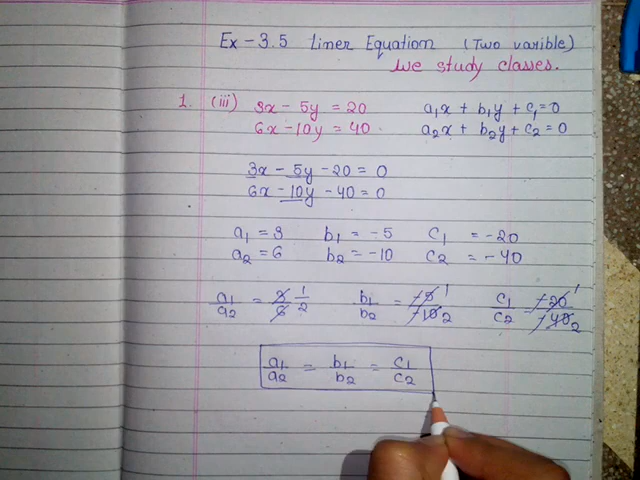 Ex - 3.5 Liner Equation (Two varible)
We study classes.
1. (iii) 3x - 5y = 20 a₁x + b₁y + c₁ = 0
6x - 10y = 40 a₂x + b₂y + c₂ = 0
3x - 5y - 20 = 0
6x - 10y - 40 = 0
a₁ = 3 b₁ = -5 c₁ = -20
a₂ = 6 b₂ = -10 c₂ = -40
a₁/a₂ = 3/6 1/2 b₁/b₂ = -5/-10 1/2 c₁/c₂ = -20/-40 1/2
a₁/a₂ = b₁/b₂ = c₁/c₂